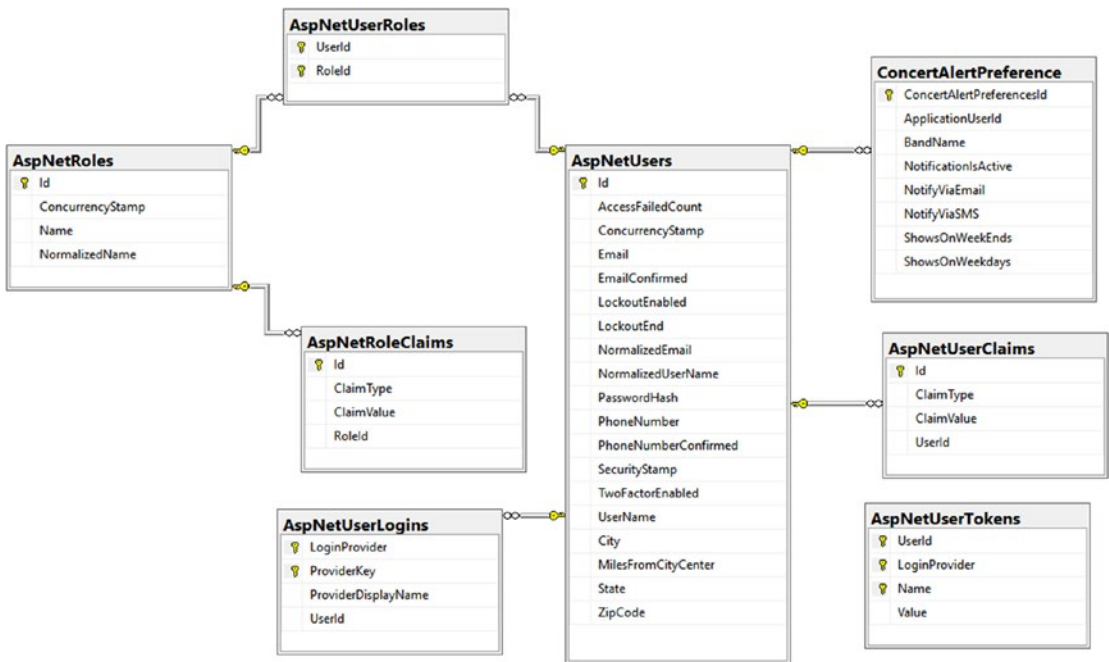 AspNetUserRoles
UserId
RoleId
ConcertAlertPreference
ConcertAlertPreferencesId
ApplicationUserId
BandName
NotificationIsActive
NotifyViaEmail
NotifyViaSMS
ShowsOnWeekEnds
ShowsOnWeekdays
AspNetRoles
Id
ConcurrencyStamp
Name
NormalizedName
AspNetUsers
Id
AccessFailedCount
ConcurrencyStamp
Email
EmailConfirmed
LockoutEnabled
LockoutEnd
NormalizedEmail
NormalizedUserName
PasswordHash
PhoneNumber
PhoneNumberConfirmed
SecurityStamp
TwoFactorEnabled
UserName
City
MilesFromCityCenter
State
ZipCode
AspNetRoleClaims
Id
ClaimType
ClaimValue
RoleId
AspNetUserClaims
Id
ClaimType
ClaimValue
UserId
AspNetUserLogins
LoginProvider
ProviderKey
ProviderDisplayName
UserId
AspNetUserTokens
UserId
LoginProvider
Name
Value